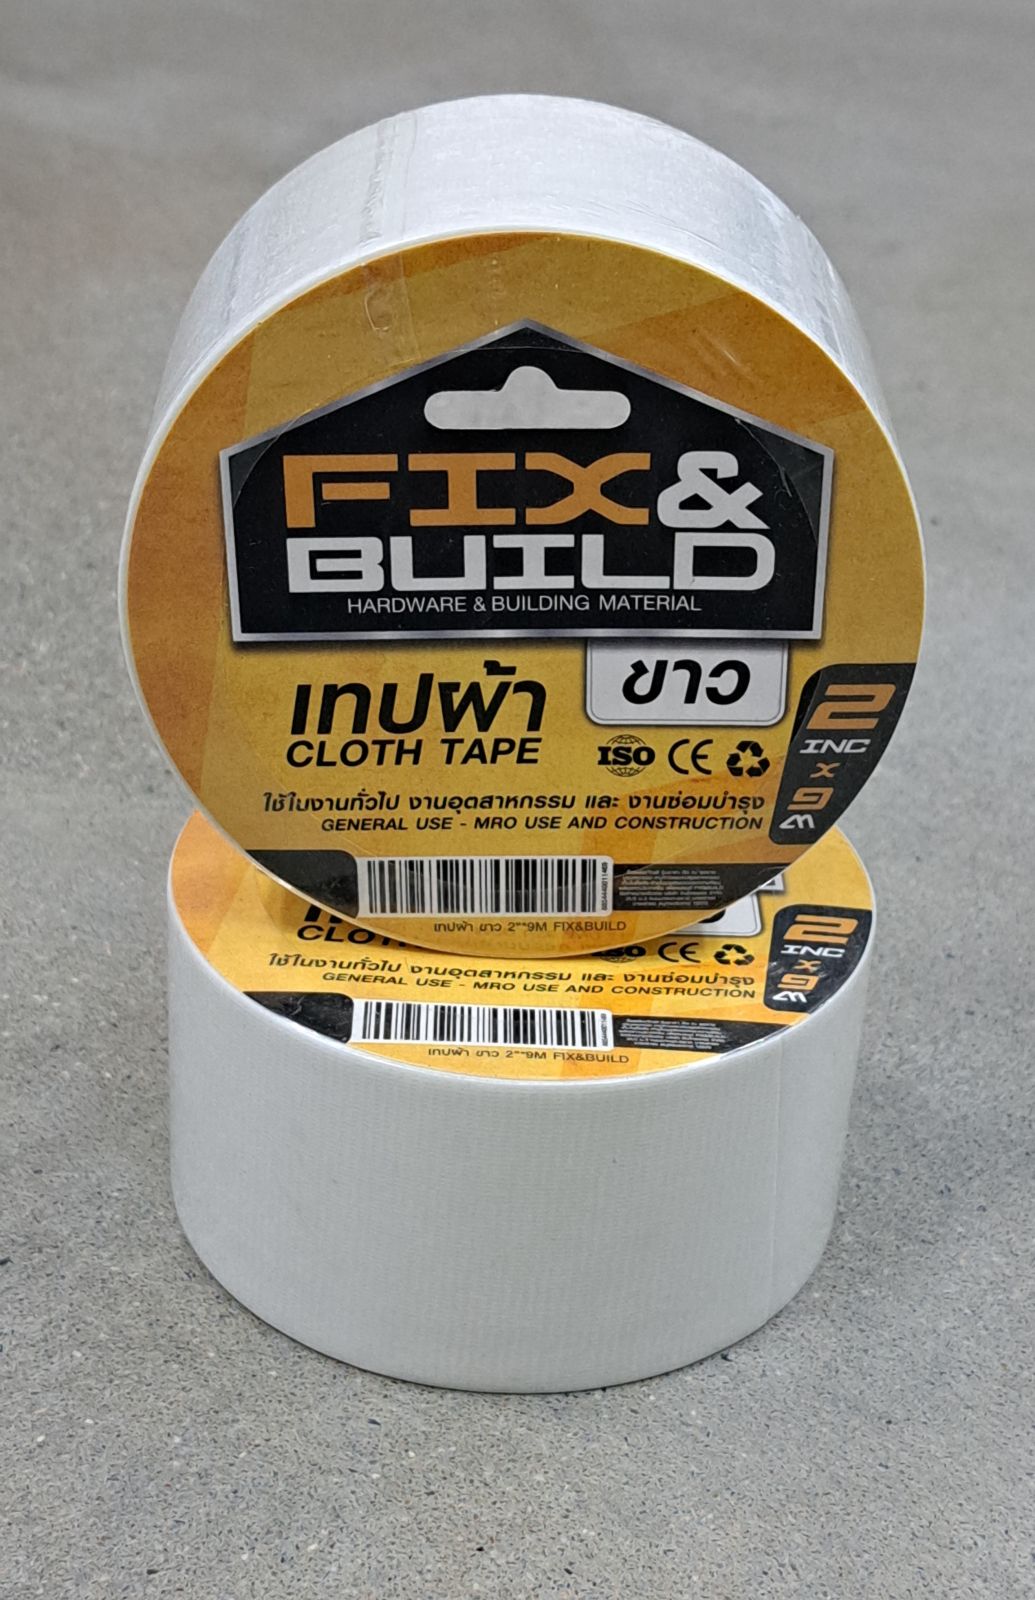 FIX&
BUILD
HARDWARE & BUILDING MATERIAL
ขาว
เทปผ้า
CLOTH TAPE
ISO CE
2
INC
x
9
M
ใช้ในงานทั่วไป งานอุตสาหกรรม และ งานซ่อมบำรุง
GENERAL USE - MRO USE AND CONSTRUCTION
เทปผ้า ขาว 2"*9M FIX&BUILD
CLOTH
ISO CE
2
INC
x
9
M
ใช้ในงานทั่วไป งานอุตสาหกรรม และ งานซ่อมบำรุง
GENERAL USE - MRO USE AND CONSTRUCTION
เทปผ้า ขาว 2"*9M FIX&BUILD